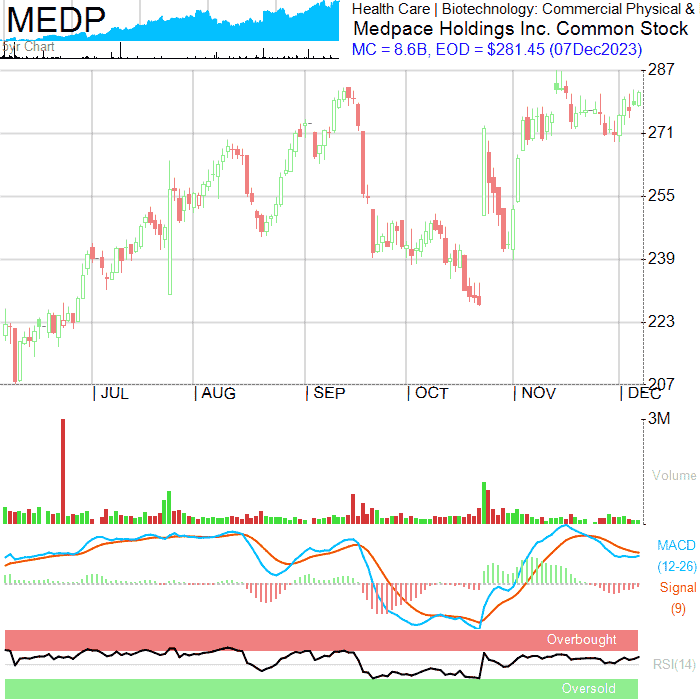 MEDP
5yr Chart
Health Care | Biotechnology: Commercial Physical &
Medpace Holdings Inc. Common Stock
MC = 8.6B, EOD = $281.45 (07Dec2023)
287
271
255
239
223
207
| JUL
| AUG
| SEP
| OCT
| NOV
| DEC
3M
Volume
MACD
(12-26)
Signal
(9)
Overbought
RSI(14)
Oversold